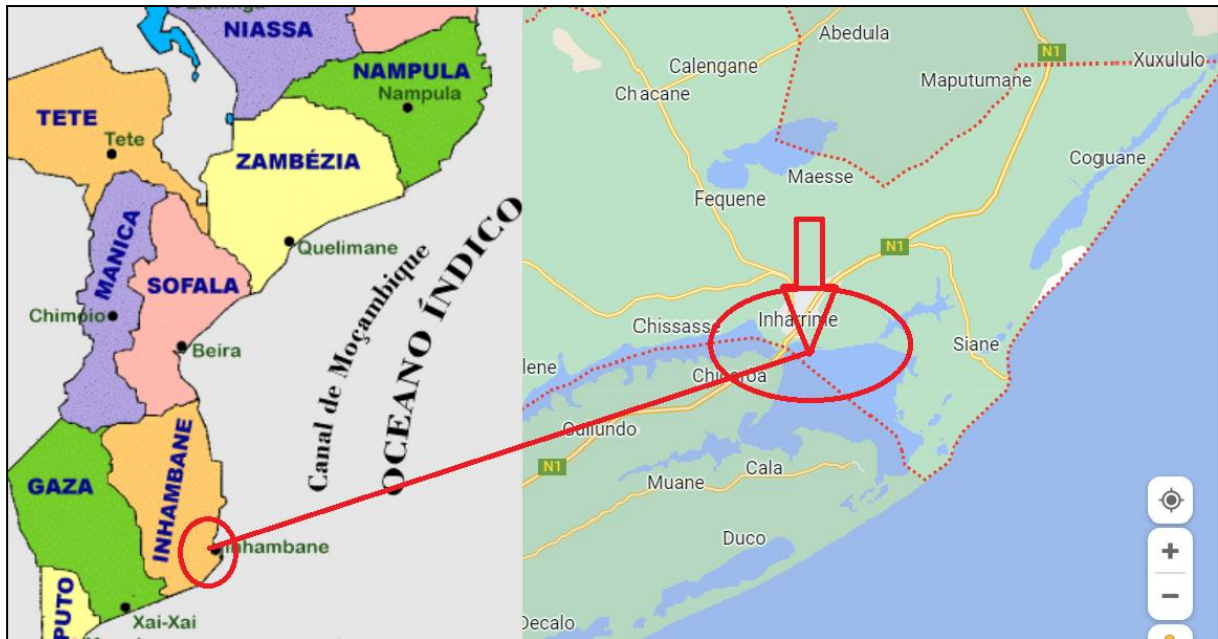 NIASSA
NAMPULA
Nampula
TETE
Tete
ZAMBÉZIA
Quelimane
MANICA
SOFALA
Chimoio
Beira
Canal de Moçambique
OCEANO ÍNDICO
GAZA
INHAMBANE
Inhambane
Xai-Xai
PUTO
Abedula
N1
Xuxululo
Calengane
Maputumane
Chacane
Coguane
Maesse
Fequene
N1
Inharrime
Chissasse
Siane
lene
N1
Cala
Muane
Duco
Decalo
+
−